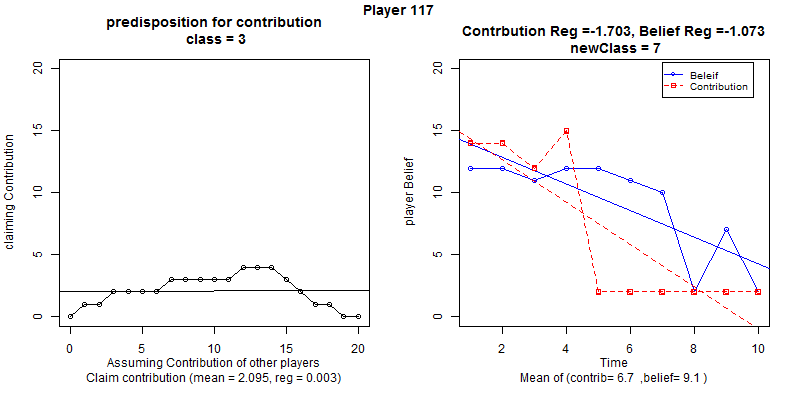 Player 117
predisposition for contribution
class = 3
claiming Contribution
20
15
10
5
0
0 5 10 15 20
Assuming Contribution of other players
Claim contribution (mean = 2.095, reg = 0.003)
Contrbution Reg =-1.703, Belief Reg =-1.073
newClass = 7
Beleif
Contribution
player Belief
20
15
10
5
0
2 4 6 8 10
Time
Mean of (contrib= 6.7 ,belief= 9.1 )